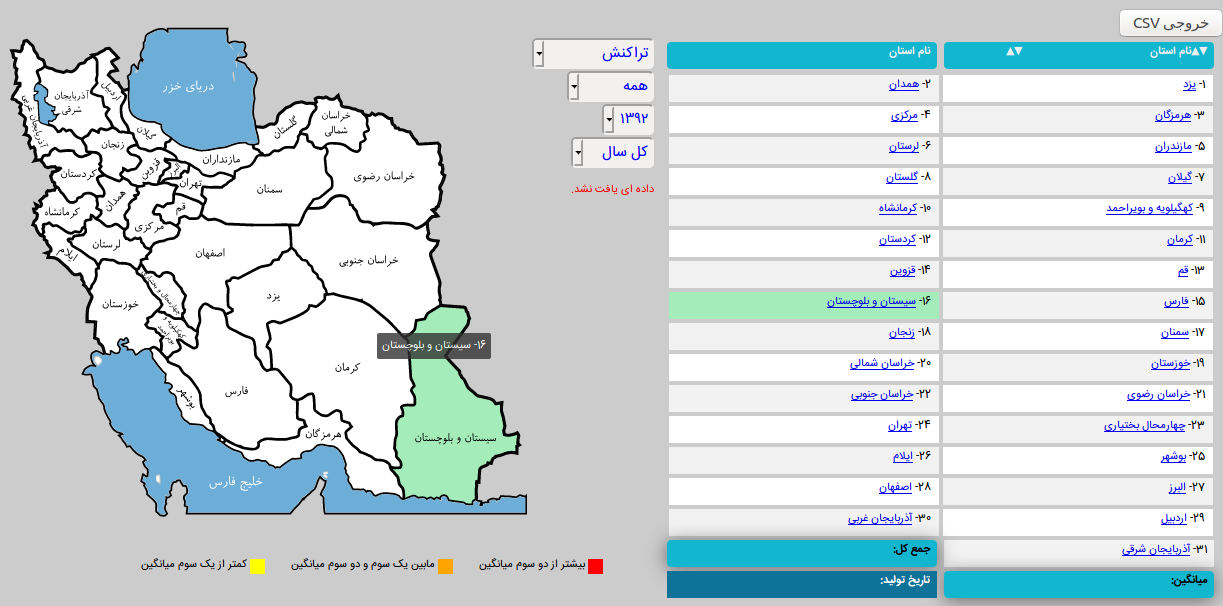 خروجی CSV
▲▼نام استان ▲▼
نام استان
۱- یزد
۲- همدان
۳- هرمزگان
۴- مرکزی
۵- مازندران
۶- لرستان
۷- گیلان
۸- گلستان
۹- کهگیلویه و بویراحمد
۱۰- کرمانشاه
۱۱- کرمان
۱۲- کردستان
۱۳- قم
۱۴- قزوین
۱۵- فارس
۱۶- سیستان و بلوچستان
۱۷- سمنان
۱۸- زنجان
۱۹- خوزستان
۲۰- خراسان شمالی
۲۱- خراسان رضوی
۲۲- خراسان جنوبی
۲۳- چهارمحال بختیاری
۲۴- تهران
۲۵- بوشهر
۲۶- ایلام
۲۷- البرز
۲۸- اصفهان
۲۹- اردبیل
۳۰- آذربایجان غربی
۳۱- آذربایجان شرقی
جمع کل:
میانگین:
تاریخ تولید:
تراکنش
همه
۱۳۹۲
کل سال
داده ای یافت نشد.
دریای خزر
آذربایجان
شرقی
اردبیل
آذربایجان غربی
گیلان
زنجان
کردستان
قزوین
البرز
مازندران
گلستان
خراسان
شمالی
خراسان رضوی
سمنان
تهران
قم
همدان
مرکزی
کرمانشاه
لرستان
ایلام
اصفهان
خراسان جنوبی
یزد
خوزستان
چهارمحال و بختیاری
کهگیلویه و
بویراحمد
۱۶- سیستان و بلوچستان
کرمان
فارس
بوشهر
هرمزگان
سیستان و بلوچستان
خلیج فارس
بیشتر از دو سوم میانگین
مابین یک سوم و دو سوم میانگین
کمتر از یک سوم میانگین